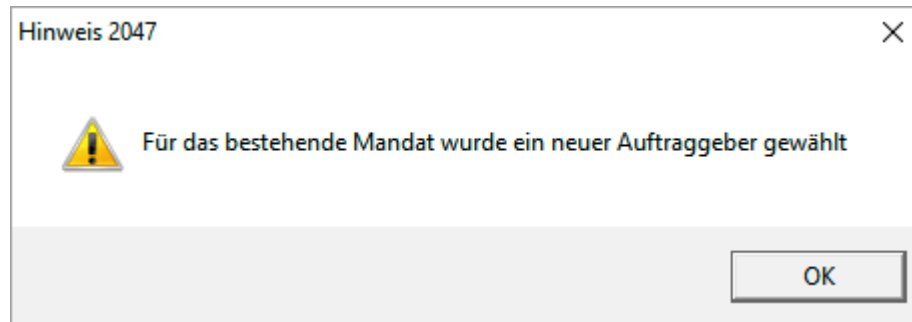 Hinweis 2047
Für das bestehende Mandat wurde ein neuer Auftraggeber gewählt
OK